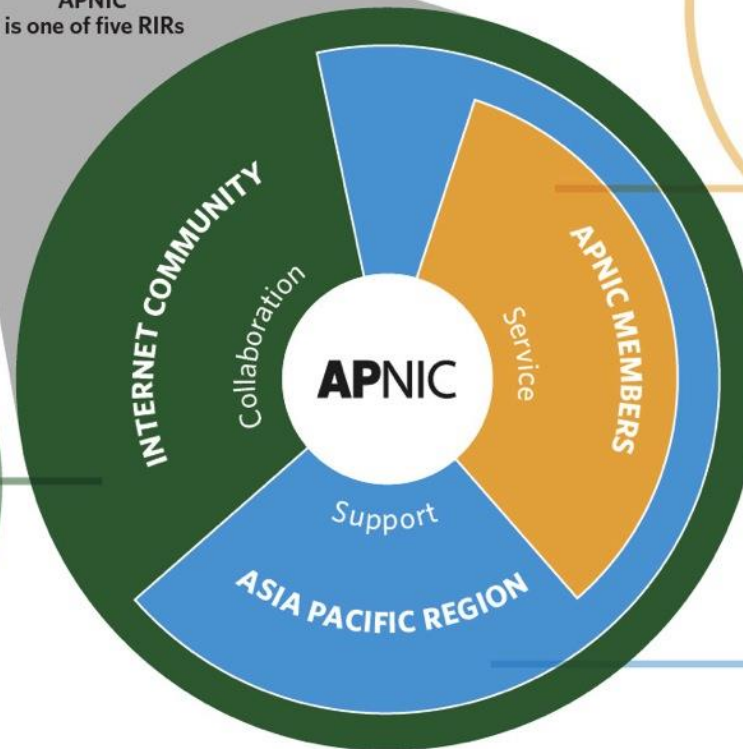 APNIC
is one of five RIRs
INTERNET COMMUNITY
Collaboration
APNIC
Service
APNIC MEMBERS
Support
ASIA PACIFIC REGION